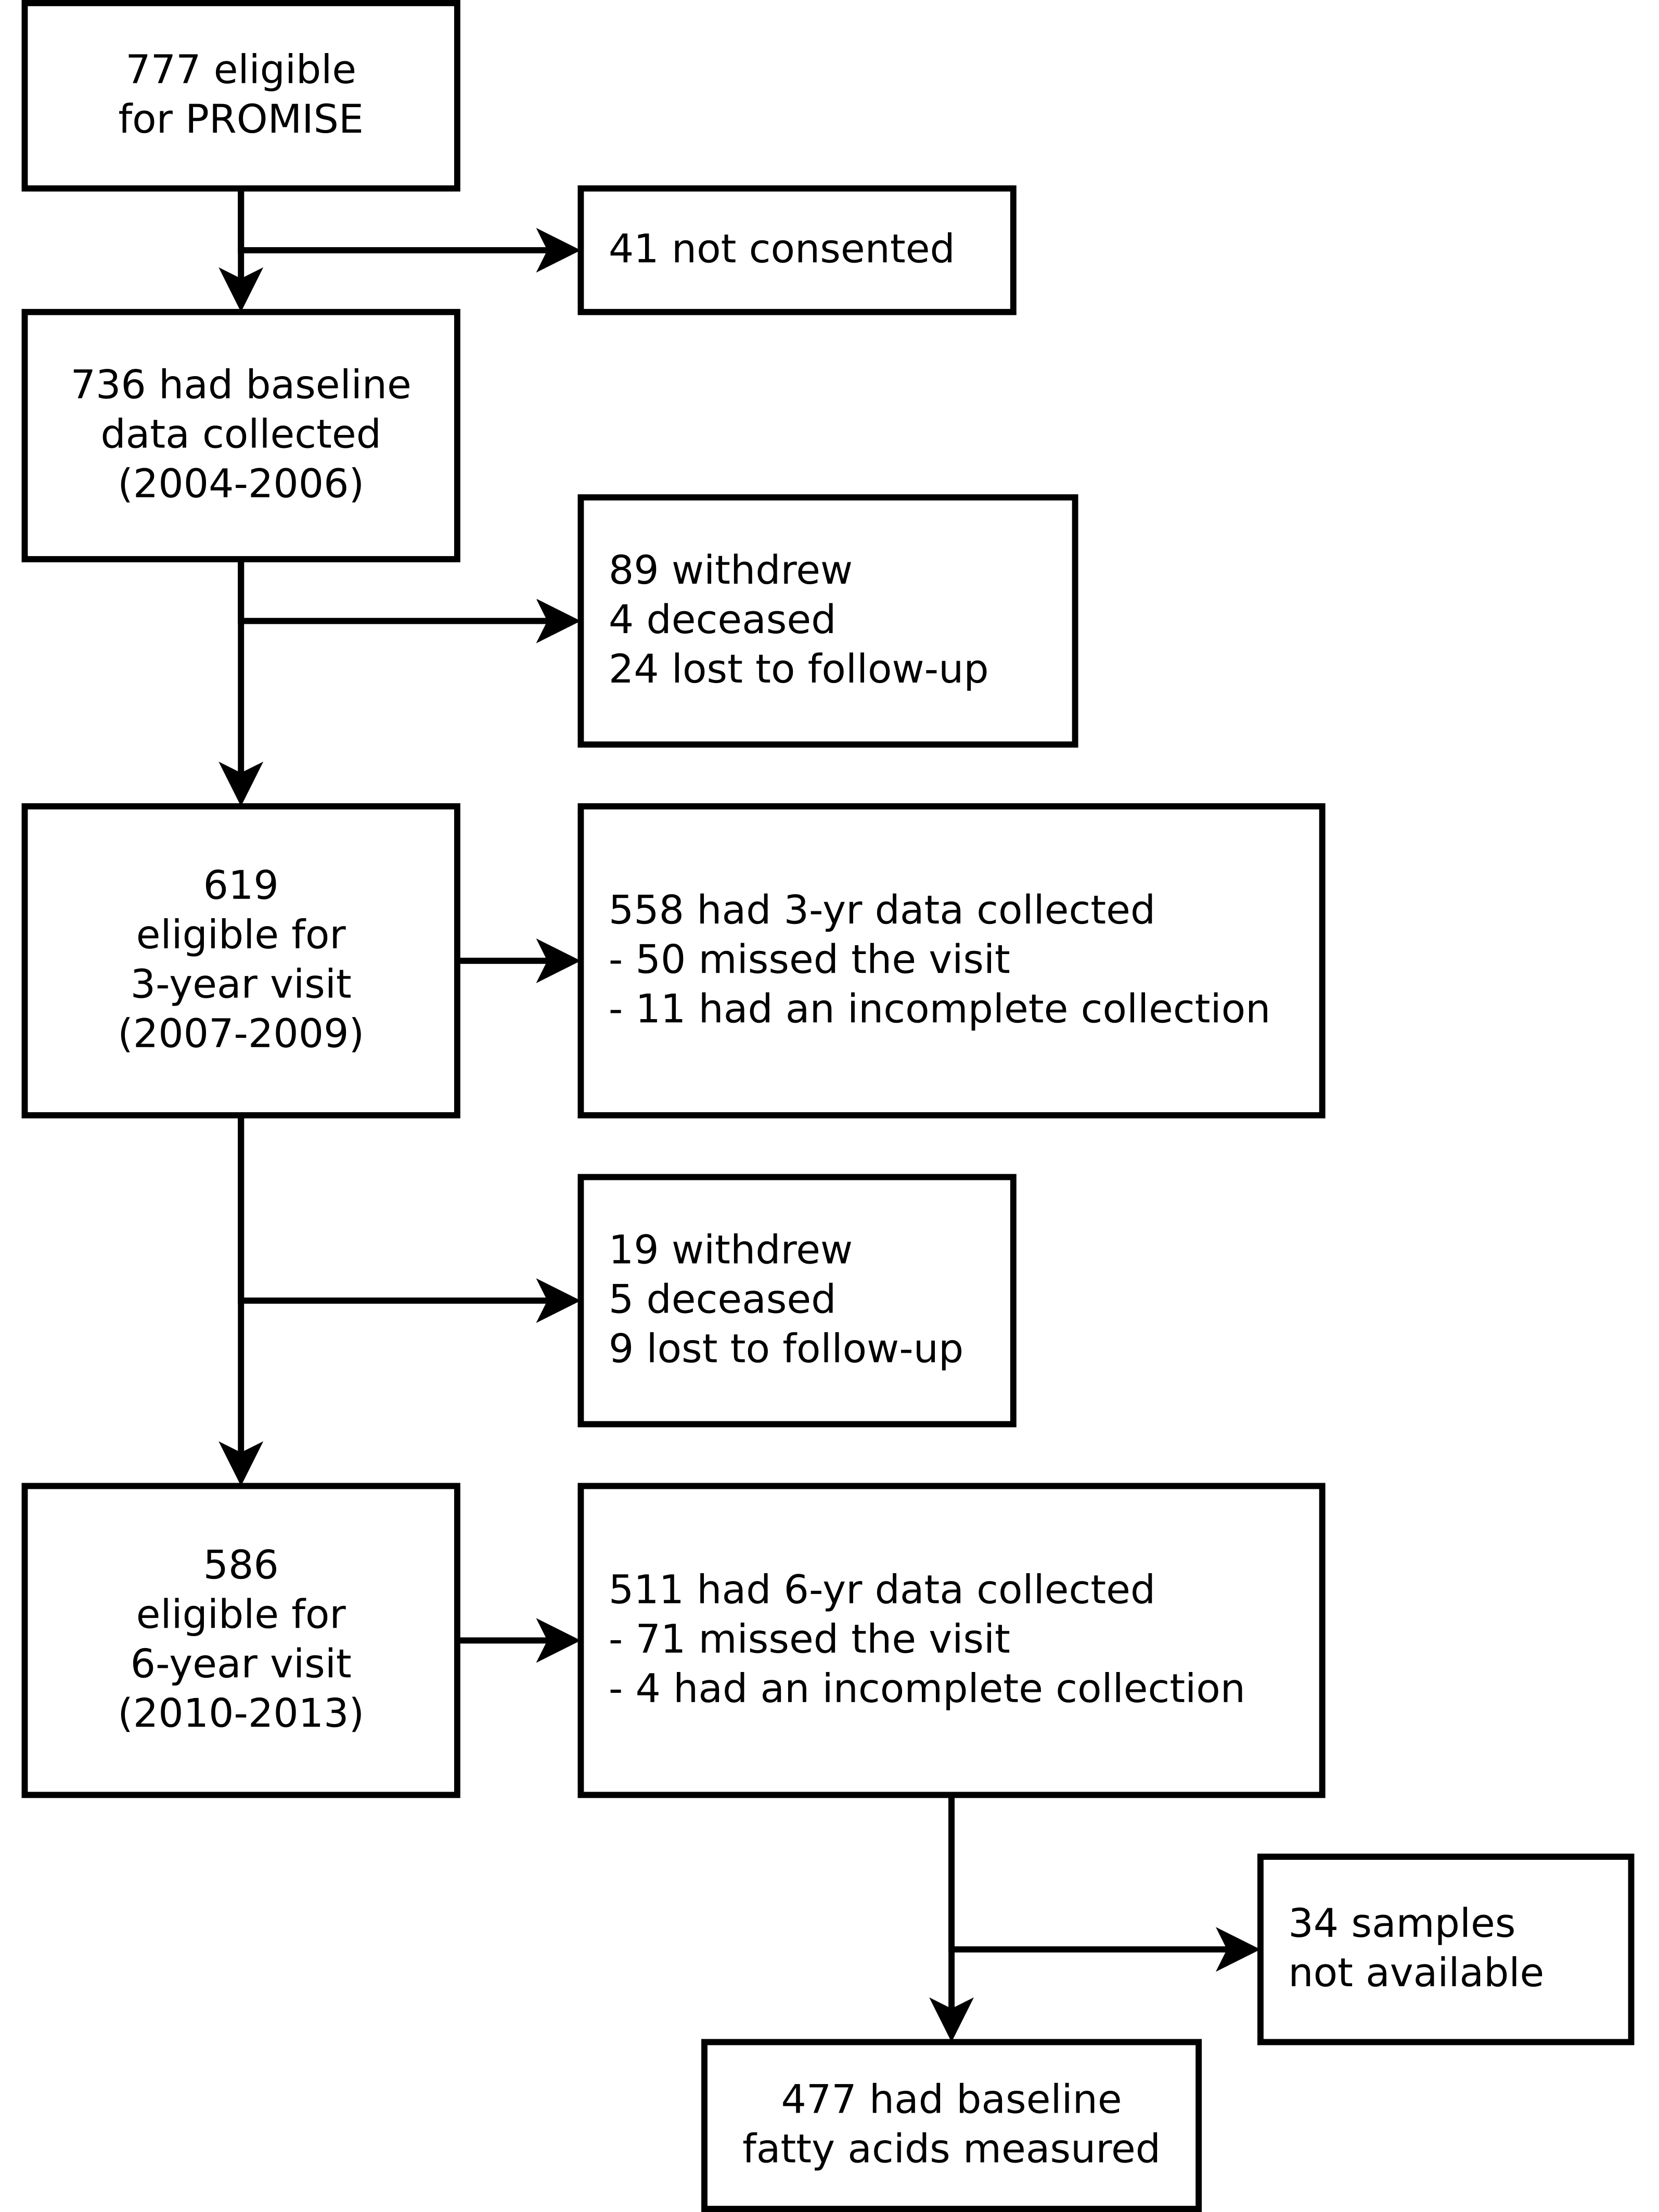 777 eligible
for PROMISE
41 not consented
736 had baseline
data collected
(2004-2006)
89 withdrew
4 deceased
24 lost to follow-up
619
eligible for
3-year visit
(2007-2009)
558 had 3-yr data collected
- 50 missed the visit
- 11 had an incomplete collection
19 withdrew
5 deceased
9 lost to follow-up
586
eligible for
6-year visit
(2010-2013)
511 had 6-yr data collected
- 71 missed the visit
- 4 had an incomplete collection
34 samples
not available
477 had baseline
fatty acids measured